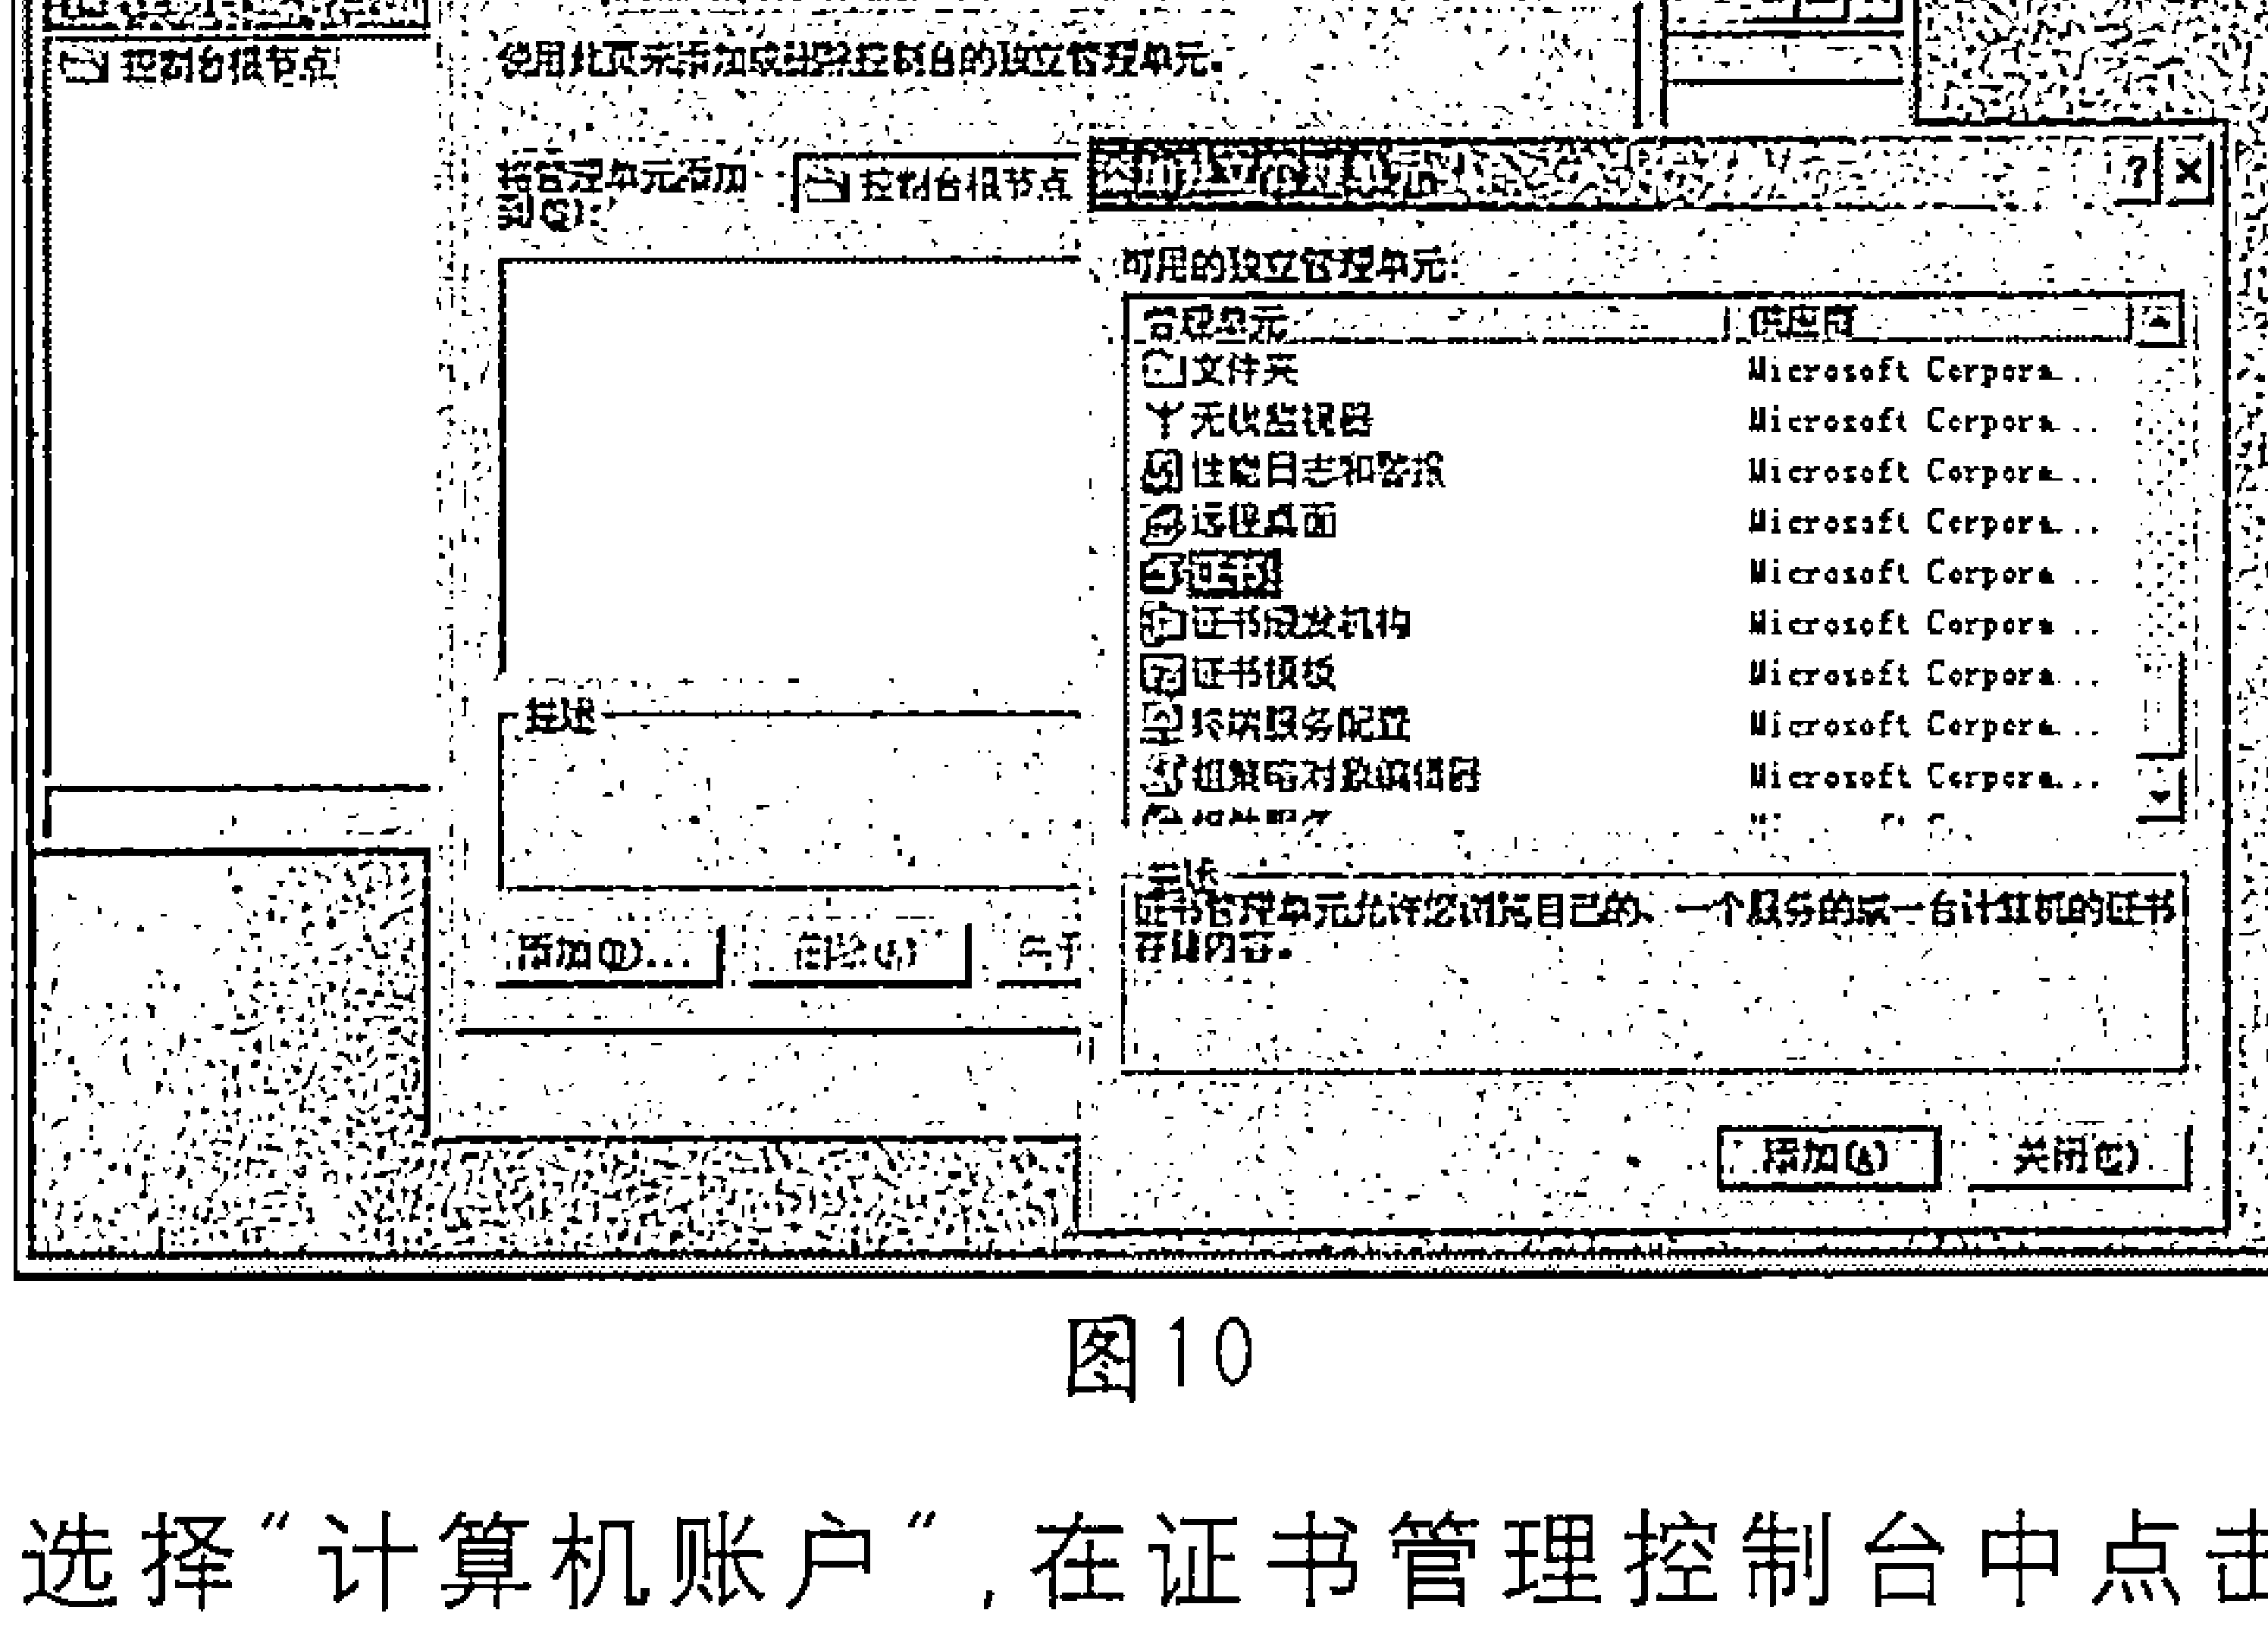 控制台根节点
使用此页来添加或删除控制台的独立管理单元。
将管理单元添加
到(S):
控制台根节点
添加独立管理单元
? ×
可用的独立管理单元:
管理单元 供应商
文件夹 Microsoft Corpora...
无线监视器 Microsoft Corpora...
性能日志和警报 Microsoft Corpora...
远程桌面 Microsoft Corpora...
证书 Microsoft Corpora...
证书颁发机构 Microsoft Corpora...
证书模板 Microsoft Corpora...
终端服务配置 Microsoft Corpora...
组策略对象编辑器 Microsoft Corpora...
描述
添加(D)... 删除(R) 关于
描述
证书管理单元允许您浏览自己的、一个服务的或一台计算机的证书
存储内容。
添加(A) 关闭(C)
图10
选择"计算机账户",在证书管理控制台中点击